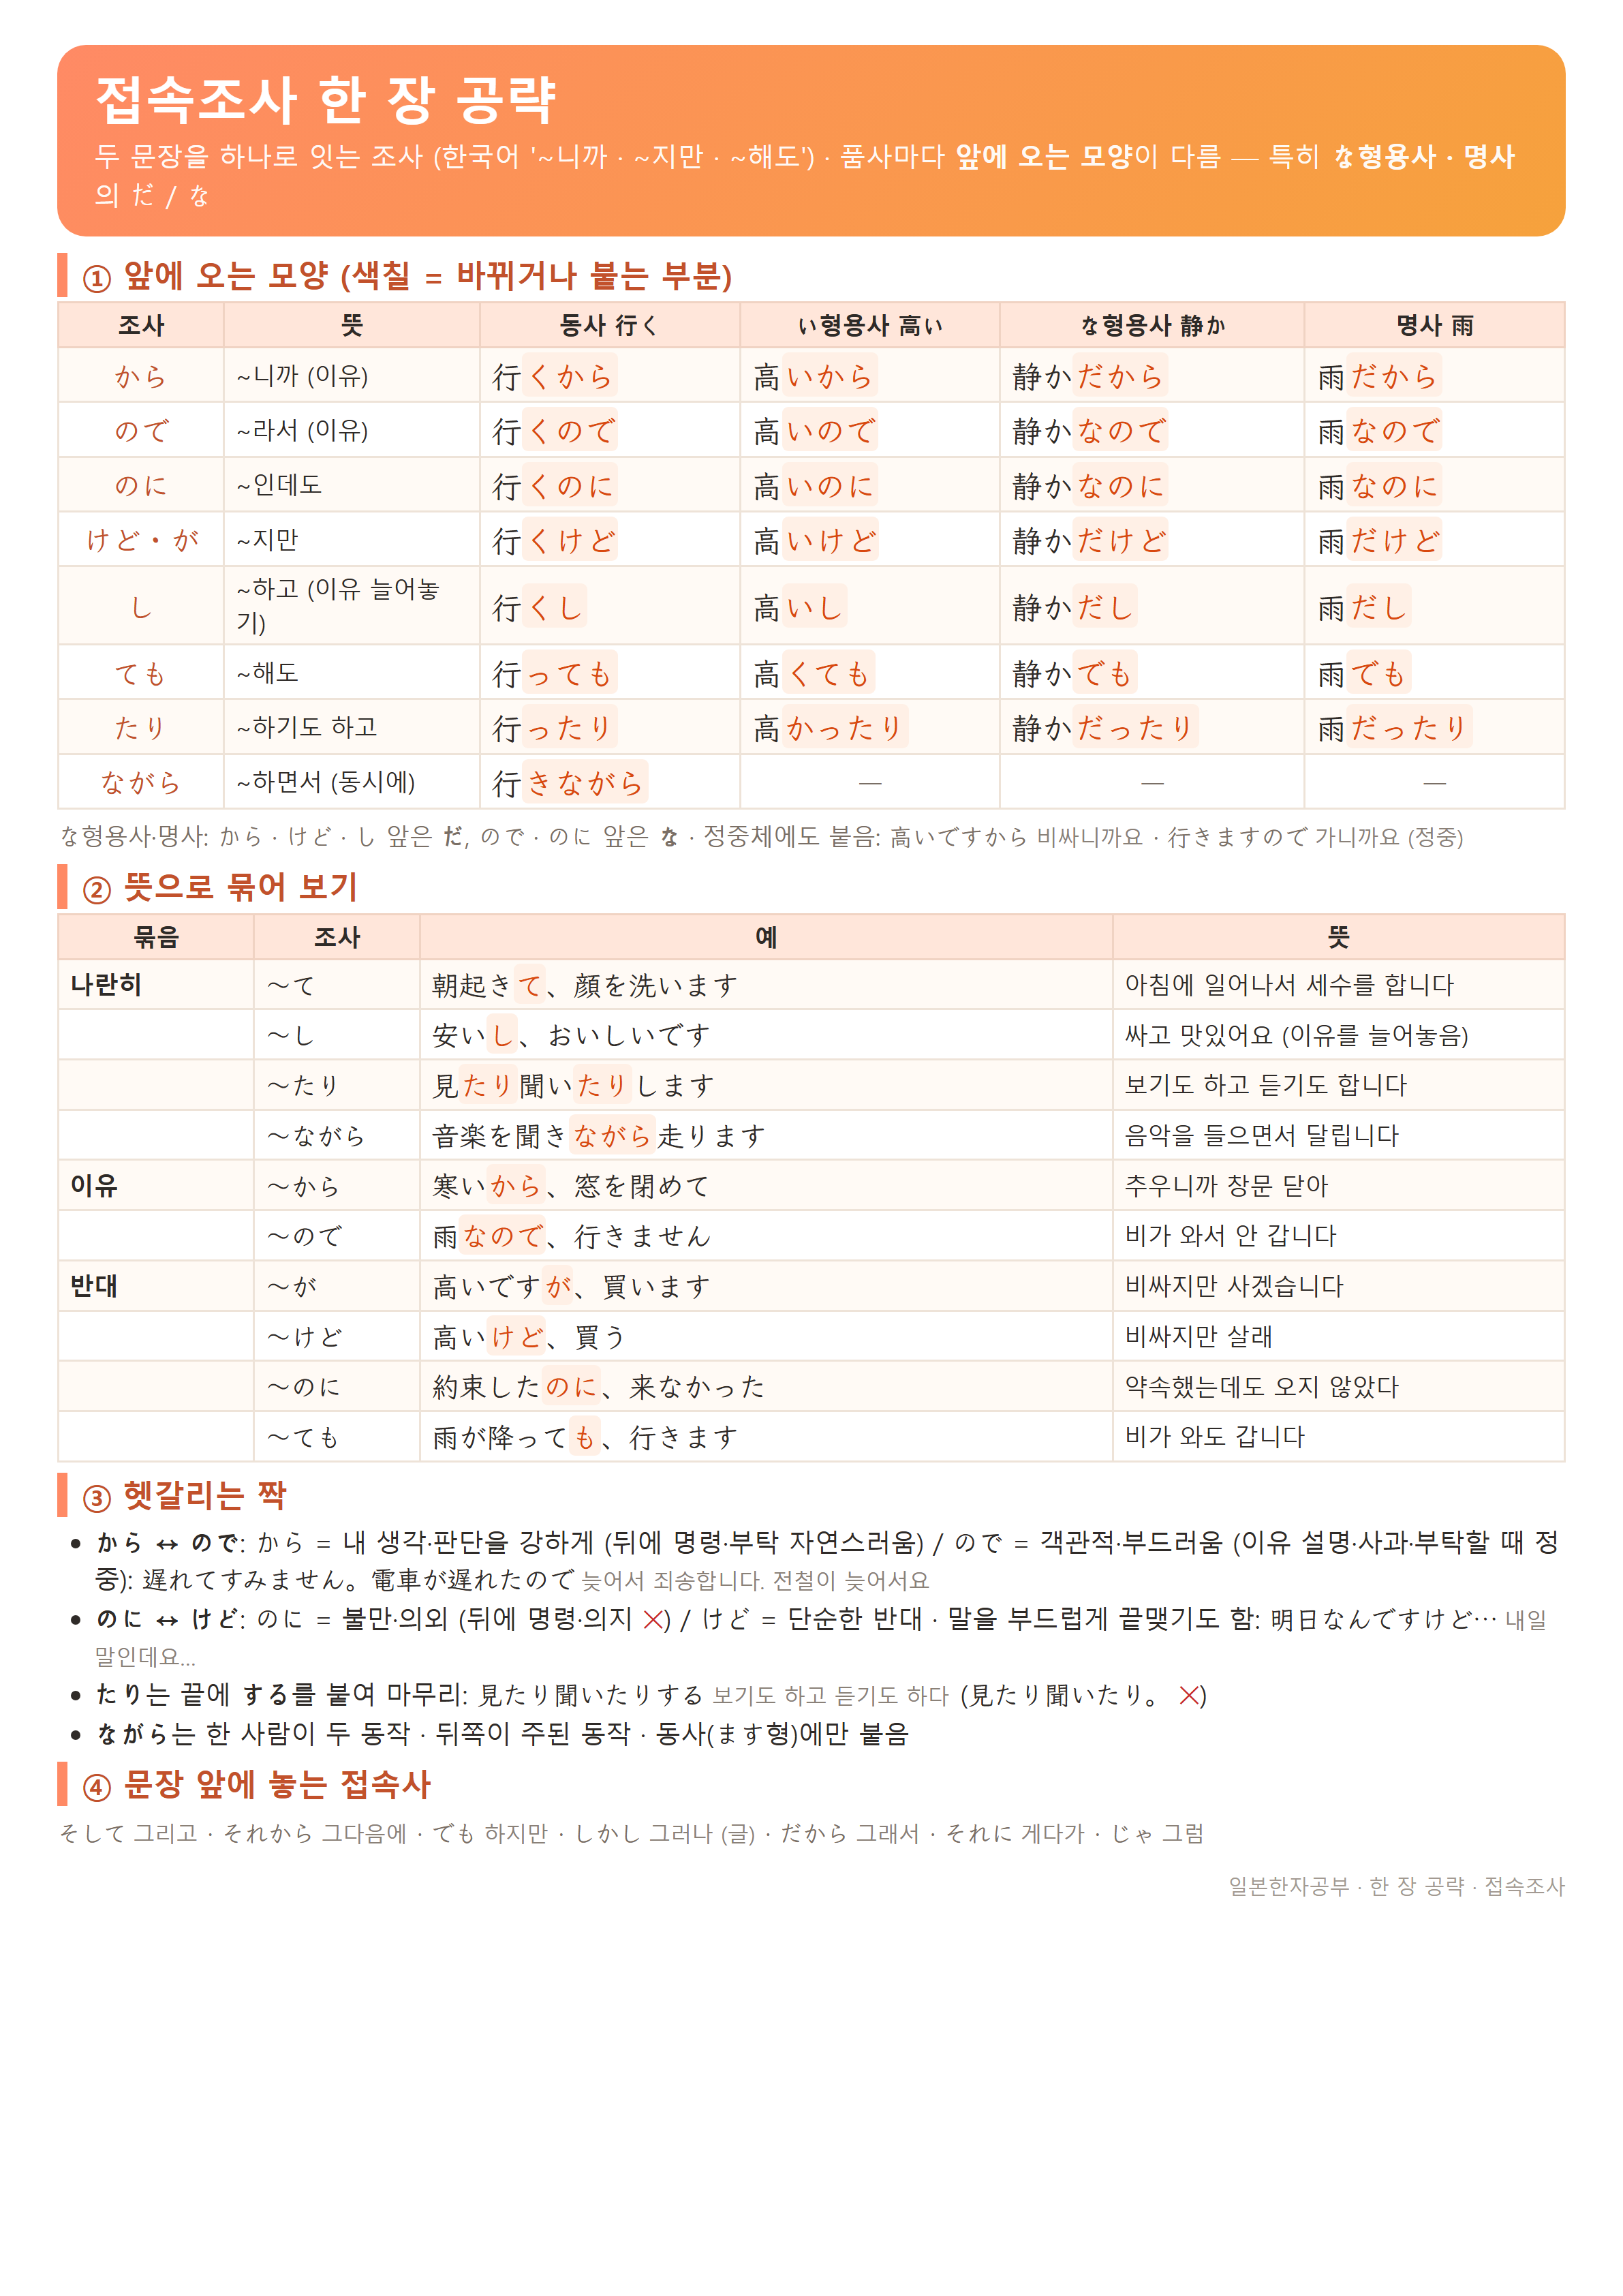 접속조사 한 장 공략
두 문장을 하나로 잇는 조사 (한국어 '~니까 · ~지만 · ~해도') · 품사마다 앞에 오는 모양이 다름 — 특히 な형용사 · 명사
의 だ / な
① 앞에 오는 모양 (색칠 = 바뀌거나 붙는 부분)
조사 뜻 동사 行く い형용사 高い な형용사 静か 명사 雨
から ~니까 (이유) 行くから 高いから 静かだから 雨だから
ので ~라서 (이유) 行くので 高いので 静かなので 雨なので
のに ~인데도 行くのに 高いのに 静かなのに 雨なのに
けど・が ~지만 行くけど 高いけど 静かだけど 雨だけど
し ~하고 (이유 늘어놓
기) 行くし 高いし 静かだし 雨だし
ても ~해도 行っても 高くても 静かでも 雨でも
たり ~하기도 하고 行ったり 高かったり 静かだったり 雨だったり
ながら ~하면서 (동시에) 行きながら — — —
な형용사·명사: から · けど · し 앞은 だ, ので · のに 앞은 な · 정중체에도 붙음: 高いですから 비싸니까요 · 行きますので 가니까요 (정중)
② 뜻으로 묶어 보기
묶음 조사 예 뜻
나란히 〜て 朝起きて、顔を洗います 아침에 일어나서 세수를 합니다
〜し 安いし、おいしいです 싸고 맛있어요 (이유를 늘어놓음)
〜たり 見たり聞いたりします 보기도 하고 듣기도 합니다
〜ながら 音楽を聞きながら走ります 음악을 들으면서 달립니다
이유 〜から 寒いから、窓を閉めて 추우니까 창문 닫아
〜ので 雨なので、行きません 비가 와서 안 갑니다
반대 〜が 高いですが、買います 비싸지만 사겠습니다
〜けど 高いけど、買う 비싸지만 살래
〜のに 約束したのに、来なかった 약속했는데도 오지 않았다
〜ても 雨が降っても、行きます 비가 와도 갑니다
③ 헷갈리는 짝
• から ↔ ので: から = 내 생각·판단을 강하게 (뒤에 명령·부탁 자연스러움) / ので = 객관적·부드러움 (이유 설명·사과·부탁할 때 정
중): 遅れてすみません。電車が遅れたので 늦어서 죄송합니다. 전철이 늦어서요
• のに ↔ けど: のに = 불만·의외 (뒤에 명령·의지 ✕) / けど = 단순한 반대 · 말을 부드럽게 끝맺기도 함: 明日なんですけど… 내일
말인데요...
• たり는 끝에 する를 붙여 마무리: 見たり聞いたりする 보기도 하고 듣기도 하다 (見たり聞いたり。 ✕)
• ながら는 한 사람이 두 동작 · 뒤쪽이 주된 동작 · 동사(ます형)에만 붙음
④ 문장 앞에 놓는 접속사
そして 그리고 · それから 그다음에 · でも 하지만 · しかし 그러나 (글) · だから 그래서 · それに 게다가 · じゃ 그럼
일본한자공부 · 한 장 공략 · 접속조사